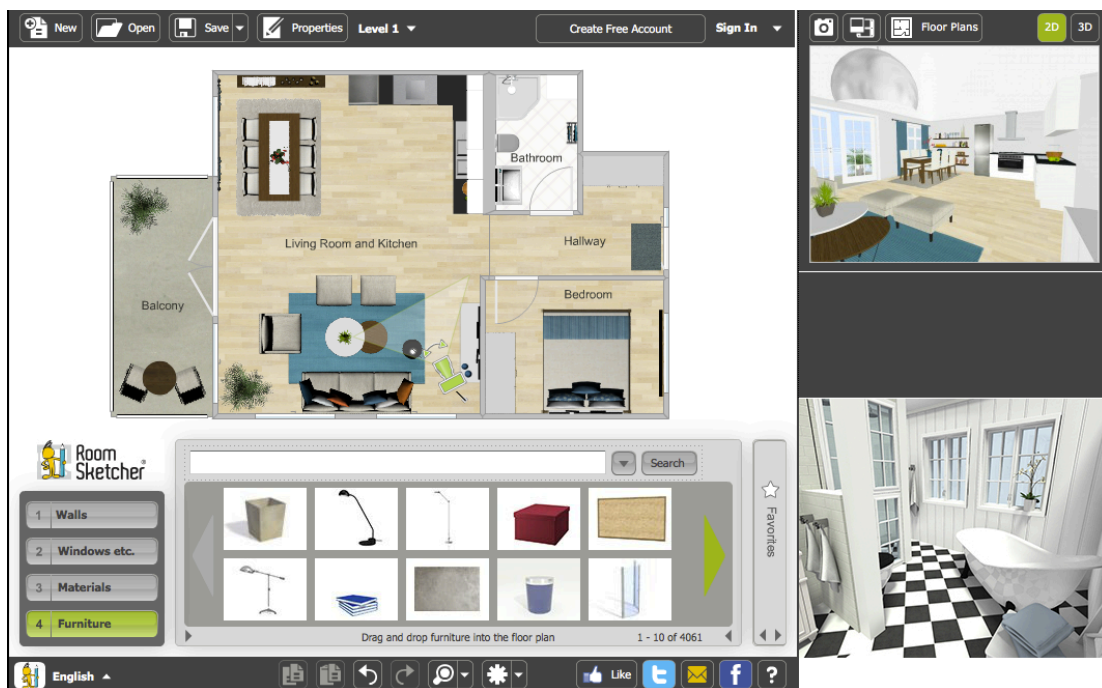 New
Open
Save
Properties
Level 1
Create Free Account
Sign In
Floor Plans
2D
3D
Bathroom
Living Room and Kitchen
Hallway
Balcony
Bedroom
Room
Sketcher
Search
1 Walls
2 Windows etc.
3 Materials
4 Furniture
Favorites
Drag and drop furniture into the floor plan
1 - 10 of 4061
English
Like
t
f
?